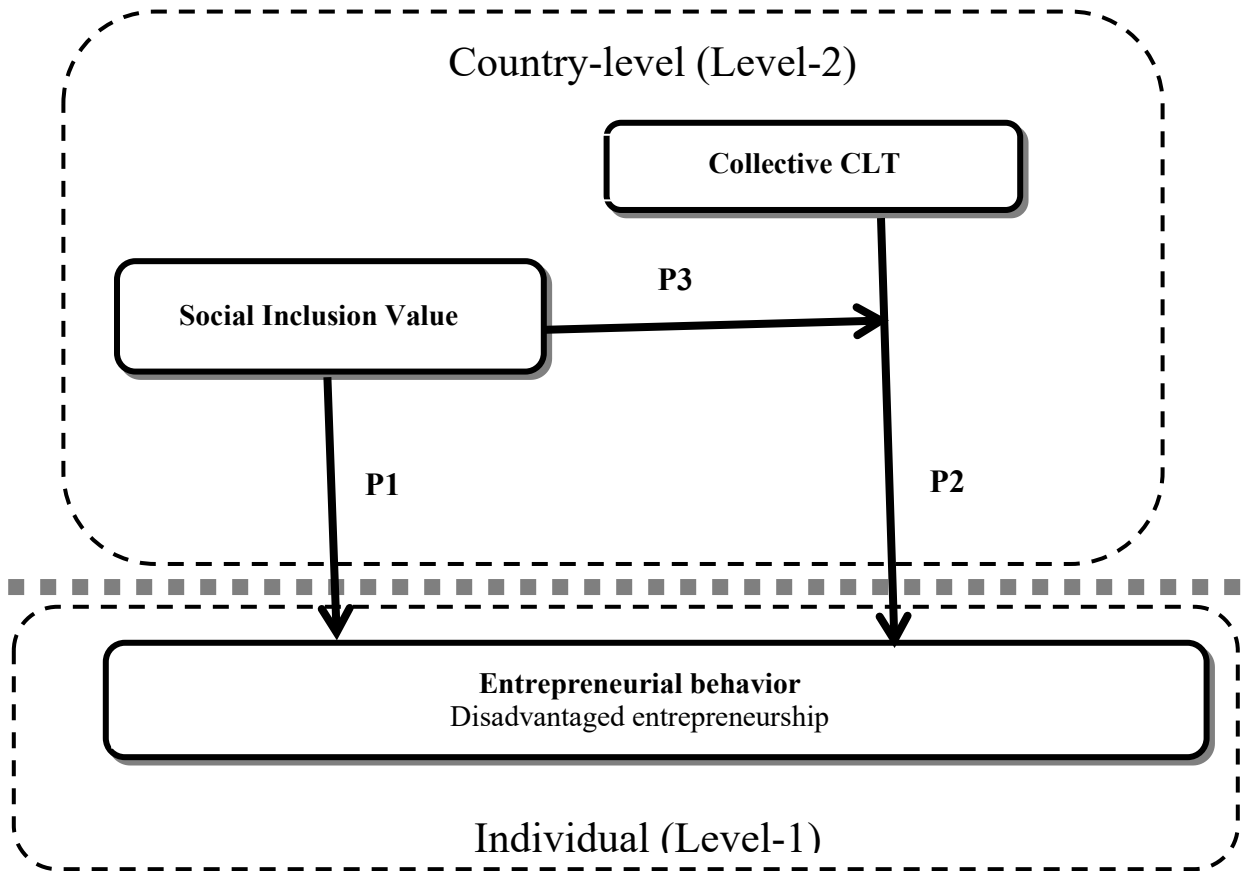 Country-level (Level-2)
Collective CLT
P3
Social Inclusion Value
P1
P2
Entrepreneurial behavior
Disadvantaged entrepreneurship
Individual (Level-1)